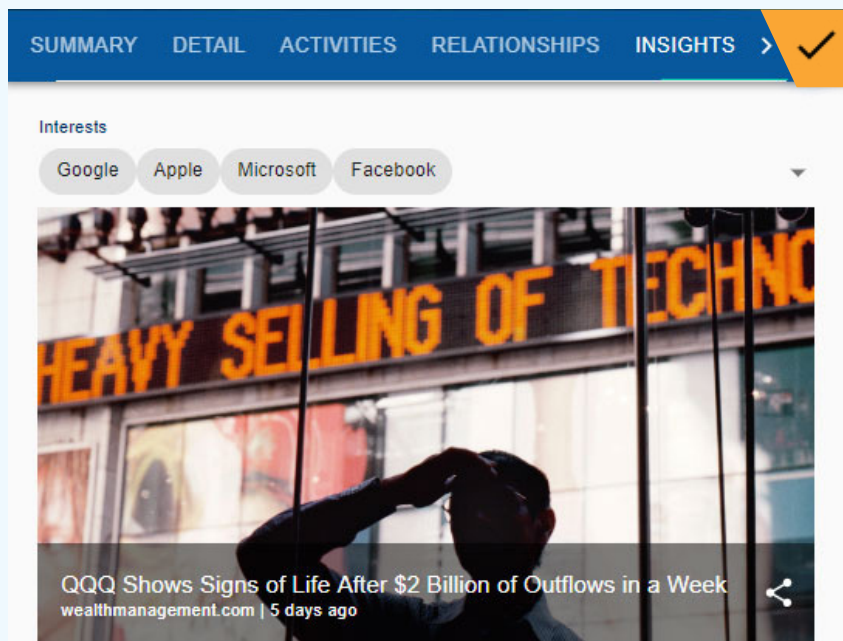 SUMMARY DETAIL ACTIVITIES RELATIONSHIPS INSIGHTS
Interests
Google Apple Microsoft Facebook
HEAVY SELLING OF TECHNO
QQQ Shows Signs of Life After $2 Billion of Outflows in a Week
wealthmanagement.com | 5 days ago